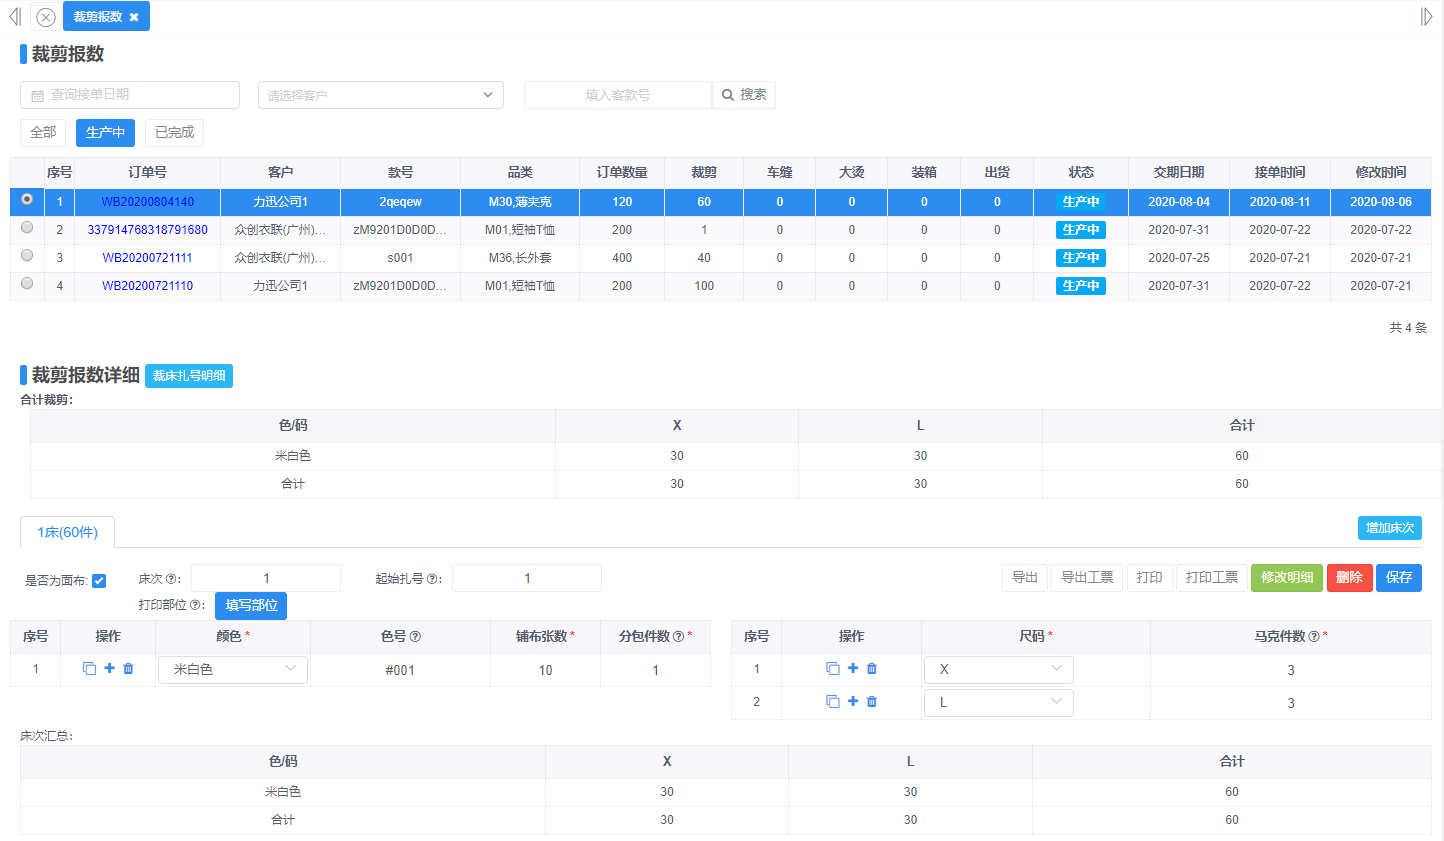 裁剪报数
裁剪报数
查询接单日期 请选择客户 填入客款号 搜索
全部 生产中 已完成
序号 订单号 客户 款号 品类 订单数量 裁剪 车缝 大烫 装箱 出货 状态 交期日期 接单时间 修改时间
1 WB20200804140 力迅公司1 2qeqew M30,薄夹克 120 60 0 0 0 0 生产中 2020-08-04 2020-08-11 2020-08-06
2 337914768318791680 众创衣联(广州)... zM9201D0D0D... M01,短袖T恤 200 1 0 0 0 0 生产中 2020-07-31 2020-07-22 2020-07-22
3 WB20200721111 众创衣联(广州)... s001 M36,长外套 400 40 0 0 0 0 生产中 2020-07-25 2020-07-21 2020-07-21
4 WB20200721110 力迅公司1 zM9201D0D0D... M01,短袖T恤 200 100 0 0 0 0 生产中 2020-07-31 2020-07-22 2020-07-21
共 4 条
裁剪报数详细 裁床扎号明细
合计裁剪：
色/码 X L 合计
米白色 30 30 60
合计 30 30 60
1床(60件) 增加床次
是否为面布: 床次?： 1 起始扎号?： 1 导出 导出工票 打印 打印工票 修改明细 删除 保存
打印部位?： 填写部位
序号 操作 颜色* 色号? 铺布张数* 分包件数?*
1 米白色 #001 10 1
序号 操作 尺码* 马克件数?*
1 X 3
2 L 3
床次汇总：
色/码 X L 合计
米白色 30 30 60
合计 30 30 60